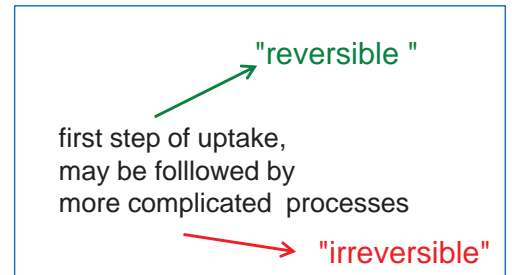 "reversible "
first step of uptake,
may be folllowed by
more complicated  processes
"irreversible"